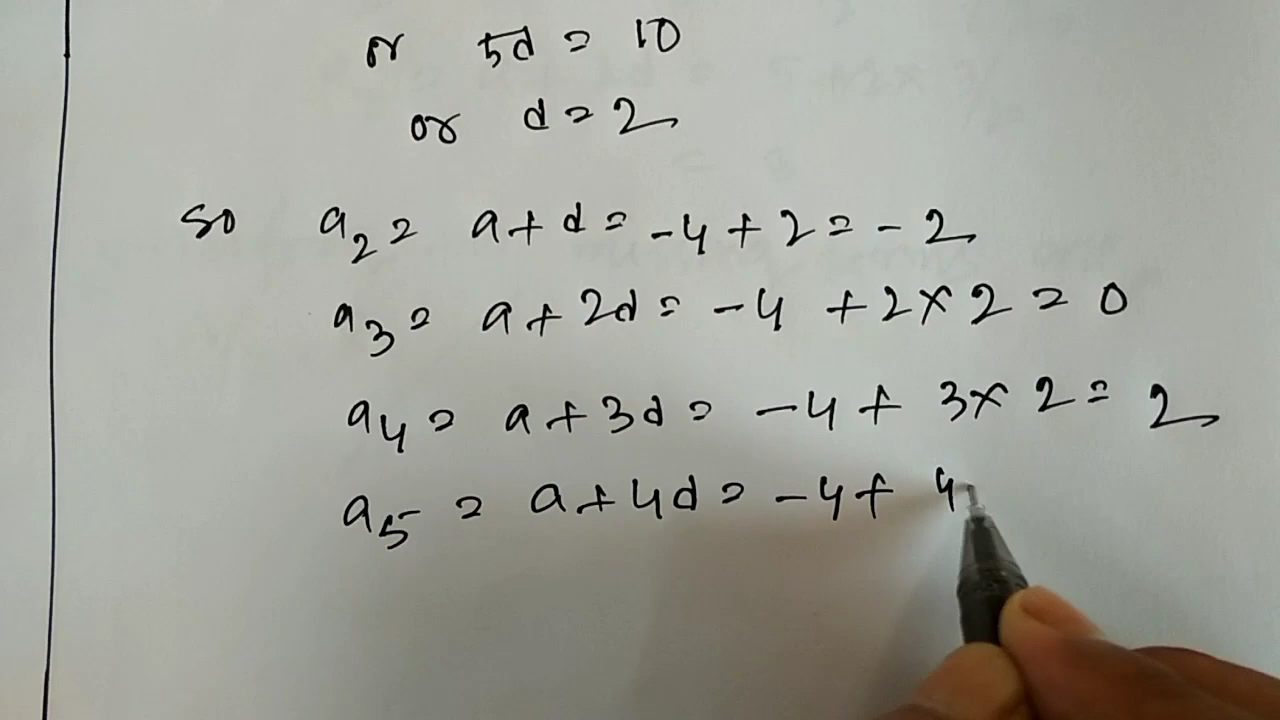 or 5d = 10
or d = 2
so a2 = a + d = -4 + 2 = -2
a3 = a + 2d = -4 + 2 × 2 = 0
a4 = a + 3d = -4 + 3 × 2 = 2
a5 = a + 4d = -4 + 4